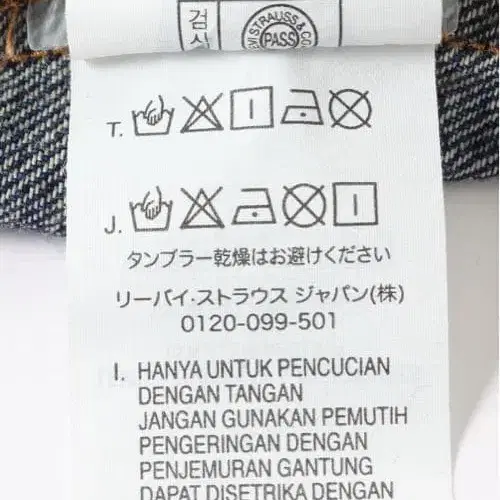 검
사
STRAUSS & CO
PASS
T.
J.
タンブラー乾燥はお避けください
リーバイ・ストラウス ジャパン(株)
0120-099-501
I. HANYA UNTUK PENCUCIAN
DENGAN TANGAN
JANGAN GUNAKAN PEMUTIH
PENGERINGAN DENGAN
PENJEMURAN GANTUNG
DAPAT DISETRIKA DENGAN